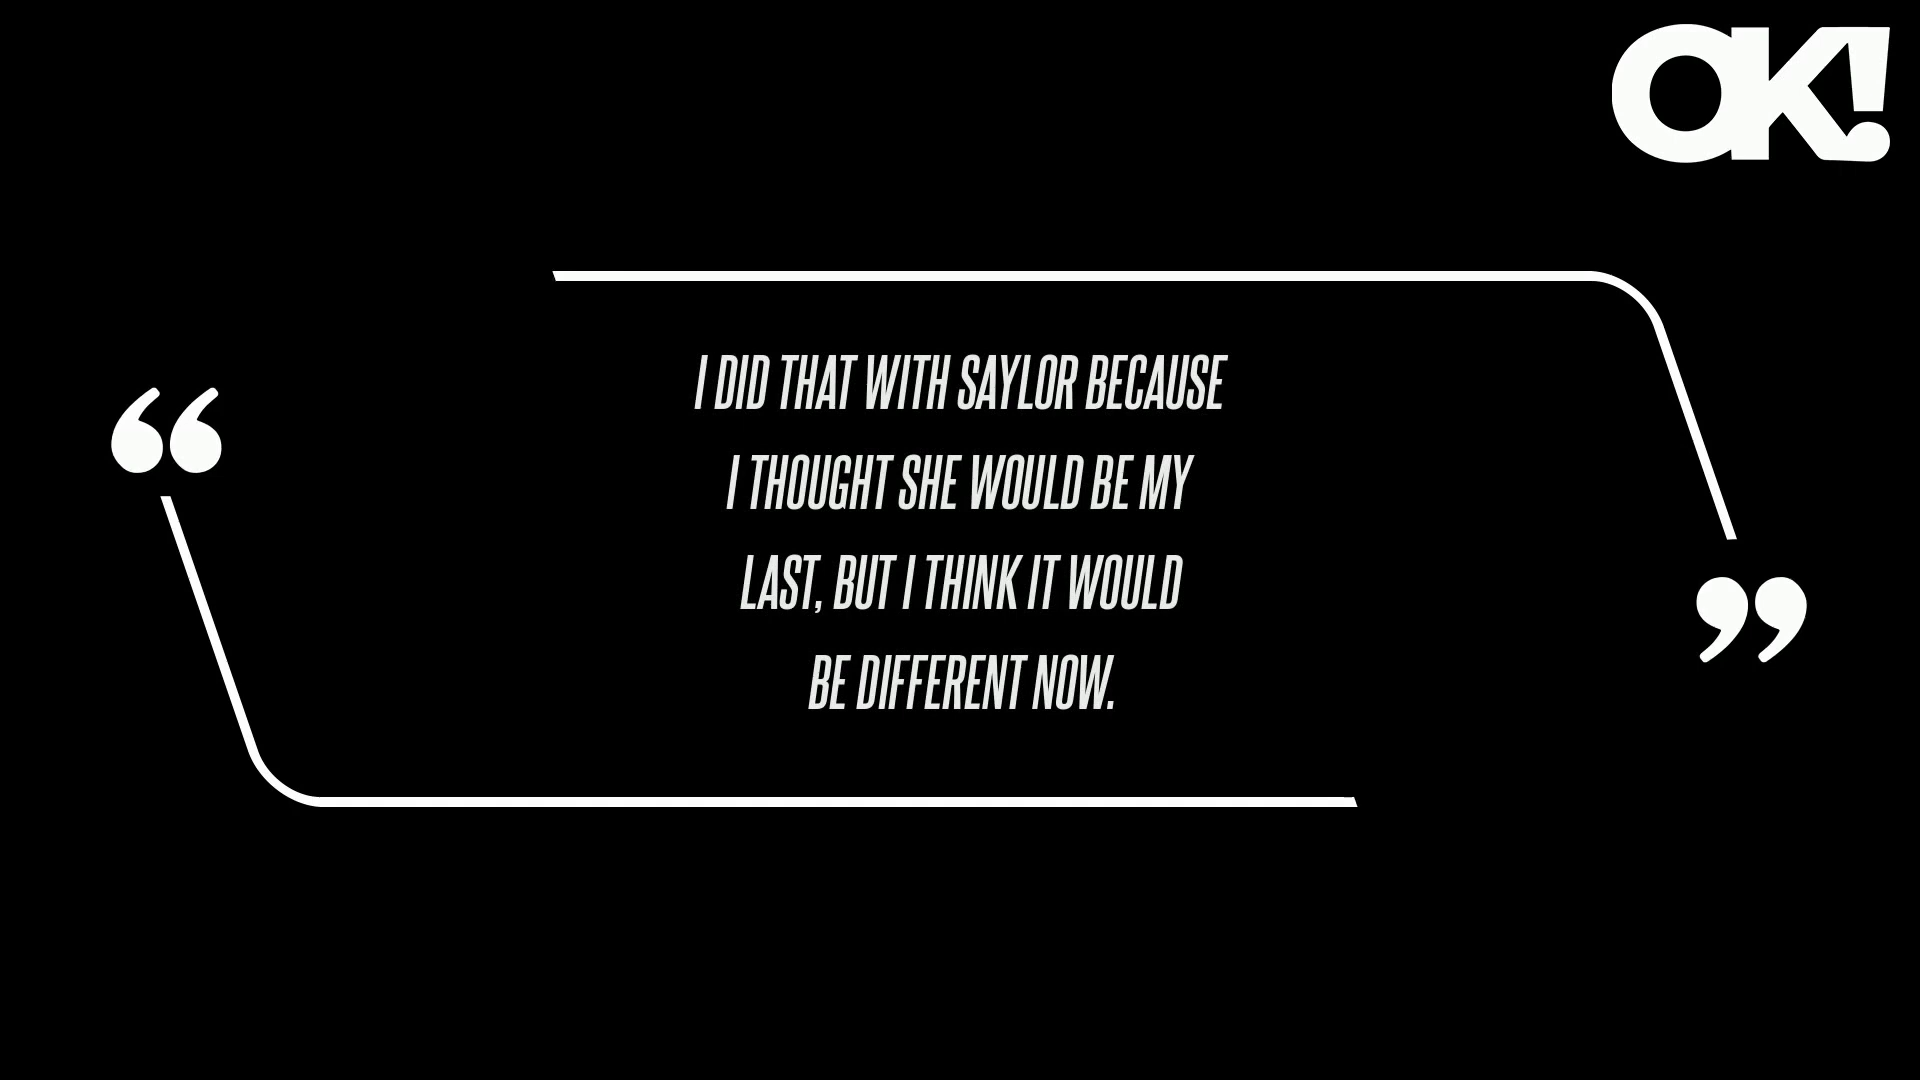 OK!
“
I DID THAT WITH SAYLOR BECAUSE
I THOUGHT SHE WOULD BE MY
LAST, BUT I THINK IT WOULD
BE DIFFERENT NOW.
”